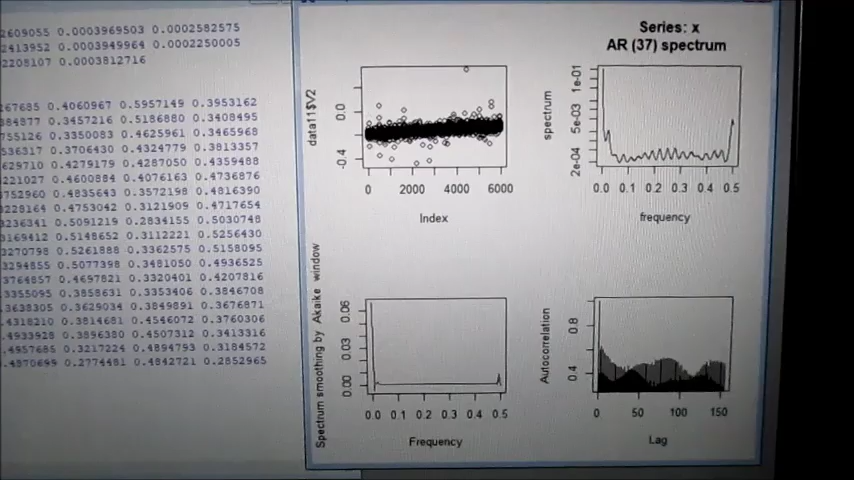 2609055 0.0003969503 0.0002582575
2413952 0.0003949964 0.0002250005
2208107 0.0003812716
267685 0.4060967 0.5957149 0.3953162
384877 0.3457216 0.5186880 0.3408495
755126 0.3350083 0.4625961 0.3465968
536317 0.3706430 0.4324779 0.3813357
629710 0.4279179 0.4287050 0.4359488
221027 0.4600884 0.4076163 0.4736876
752960 0.4835643 0.3572198 0.4816390
228164 0.4753042 0.3121909 0.4717654
236341 0.5091219 0.2834155 0.5030748
169412 0.5148652 0.3112221 0.5256430
270798 0.5261888 0.3362575 0.5158095
294855 0.5077398 0.3481050 0.4936525
764857 0.4697821 0.3320401 0.4207816
.3355095 0.3858631 0.3353406 0.3846708
.3638305 0.3629034 0.3849891 0.3676871
.4318210 0.3814681 0.4546072 0.3760306
.4933928 0.3896380 0.4507312 0.3413316
.4957685 0.3217224 0.4894793 0.3184572
.4870699 0.2774481 0.4842721 0.2852965
data11$V2
0.0
-0.4
0 2000 4000 6000
Index
Series: x
AR (37) spectrum
spectrum
1e-01
5e-03
2e-04
0.0 0.1 0.2 0.3 0.4 0.5
frequency
Spectrum smoothing by Akaike window
0.06
0.03
0.00
0.0 0.1 0.2 0.3 0.4 0.5
Frequency
Autocorrelation
0.8
0.4
0 50 100 150
Lag